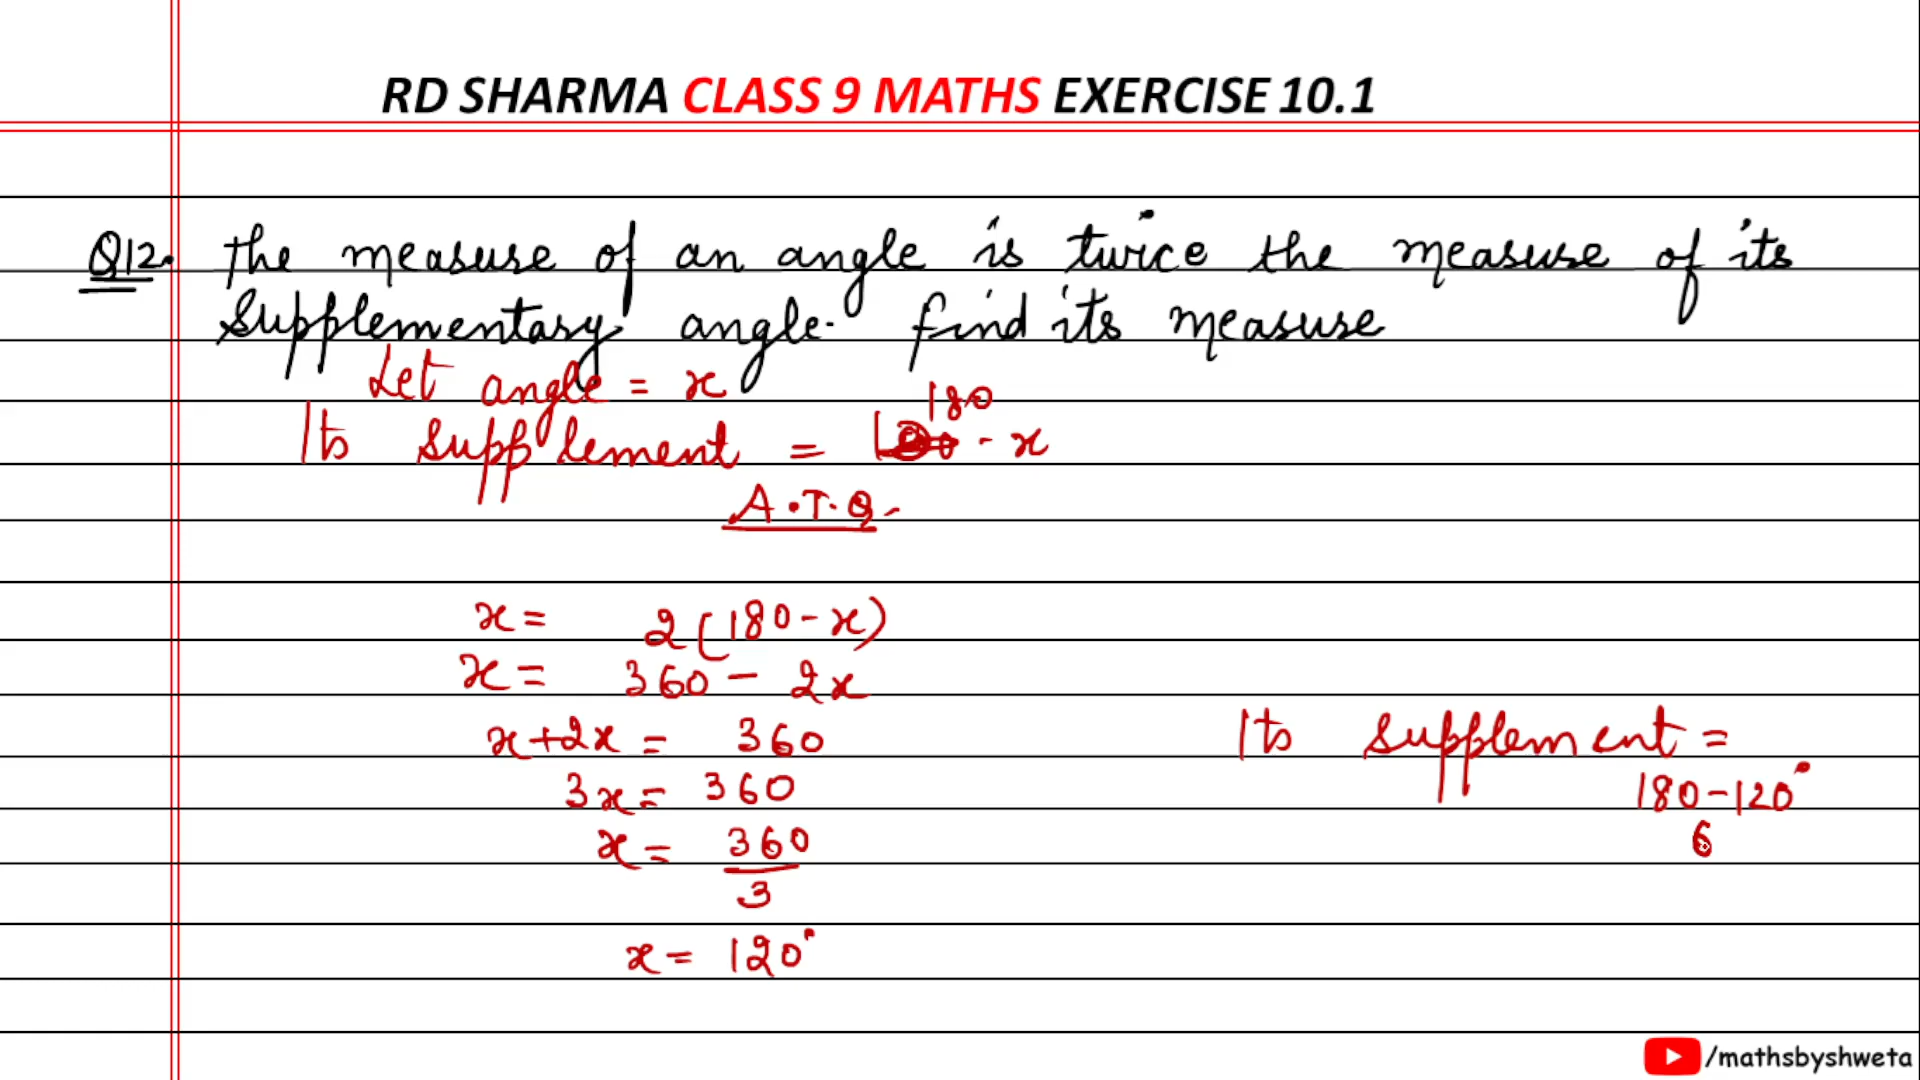 RD SHARMA CLASS 9 MATHS EXERCISE 10.1
Q12. The measure of an angle is twice the measure of its
supplementary angle. find its measure
Let angle = x
180
Its supplement = - x
A.T.Q.
x = 2(180-x)
x = 360 - 2x
x+2x = 360
3x = 360
x = 360
3
x = 120°
Its supplement =
180-120°
6
/mathsbyshweta